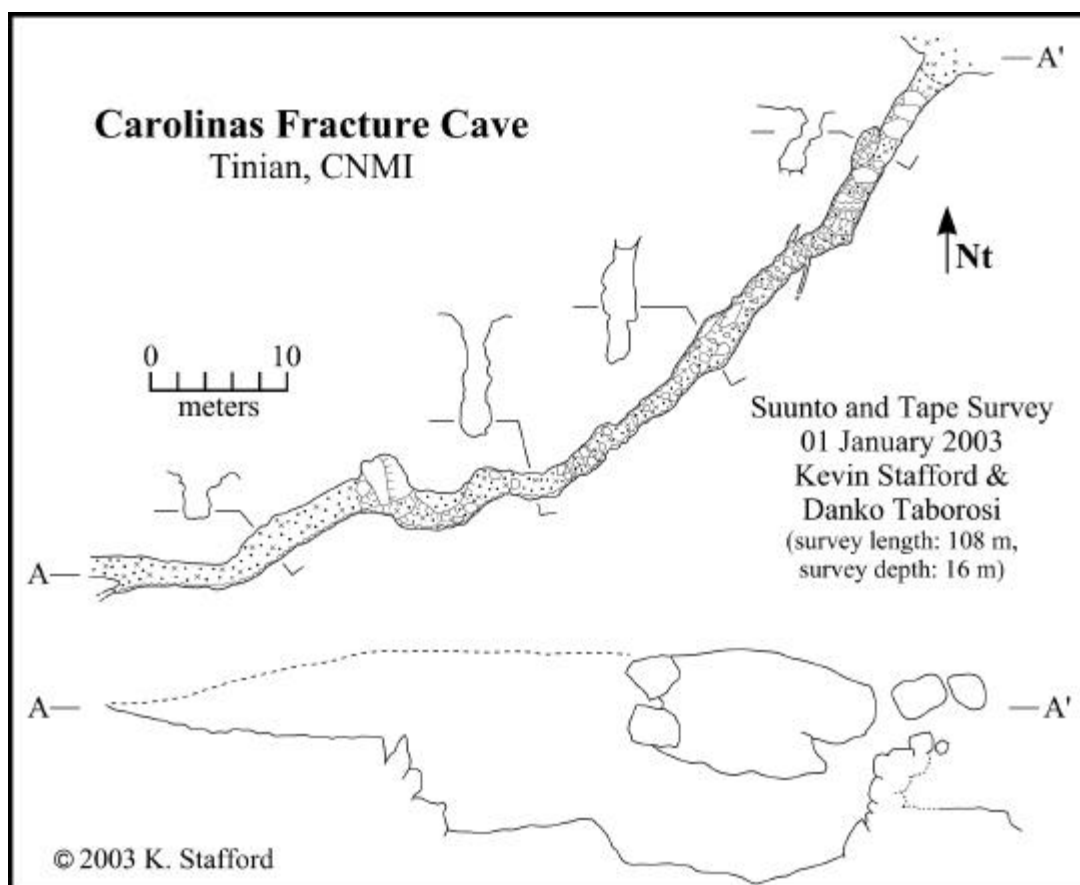 Carolinas Fracture Cave
Tinian, CNMI
A'
Nt
0 10
meters
Suunto and Tape Survey
01 January 2003
Kevin Stafford &
Danko Taborosi
(survey length: 108 m,
survey depth: 16 m)
A
A
A'
© 2003 K. Stafford